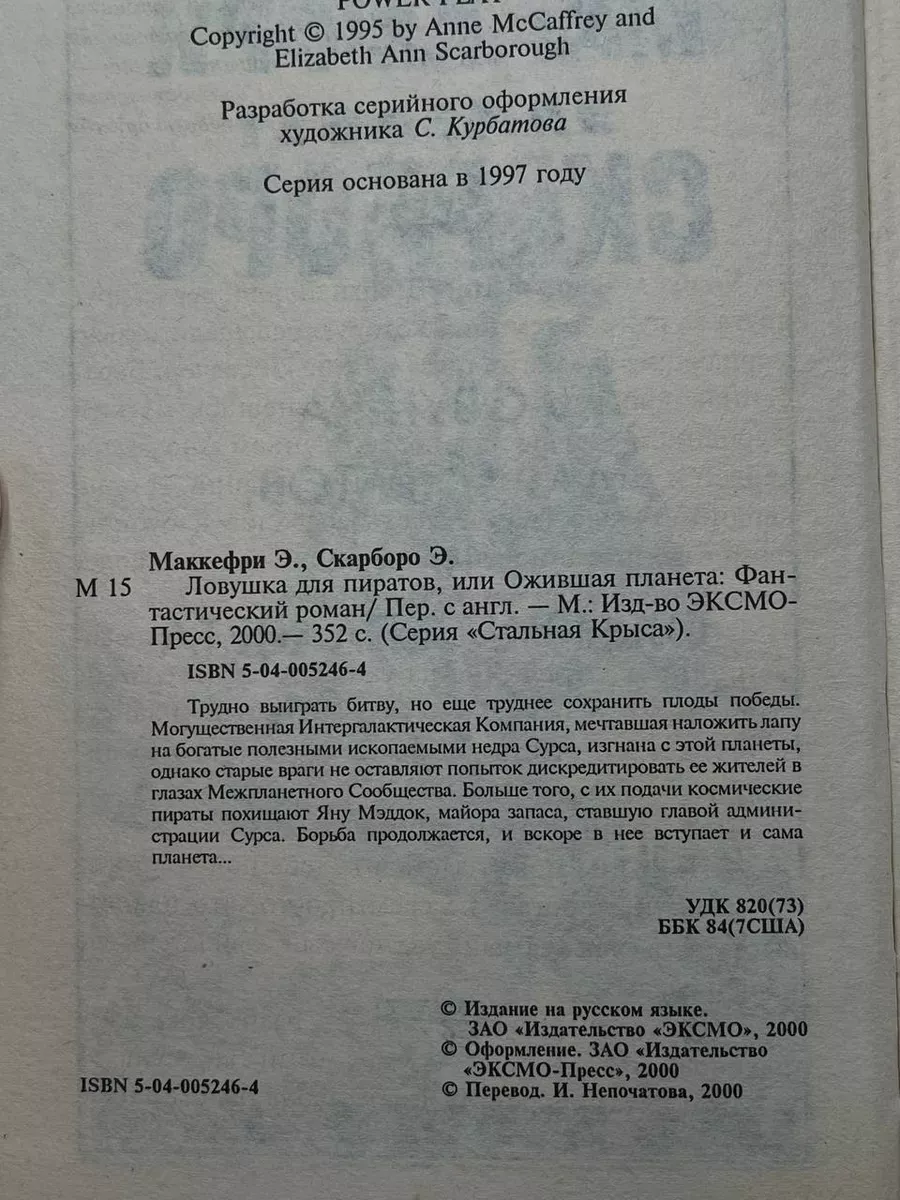 POWER PLAY
Copyright © 1995 by Anne McCaffrey and
Elizabeth Ann Scarborough
Разработка серийного оформления
художника С. Курбатова
Серия основана в 1997 году
Маккефри Э., Скарборо Э.
М 15 Ловушка для пиратов, или Ожившая планета: Фан-
тастический роман/ Пер. с англ. — М.: Изд-во ЭКСМО-
Пресс, 2000.— 352 с. (Серия «Стальная Крыса»).
ISBN 5-04-005246-4
Трудно выиграть битву, но еще труднее сохранить плоды победы.
Могущественная Интергалактическая Компания, мечтавшая наложить лапу
на богатые полезными ископаемыми недра Сурса, изгнана с этой планеты,
однако старые враги не оставляют попыток дискредитировать ее жителей в
глазах Межпланетного Сообщества. Больше того, с их подачи космические
пираты похищают Яну Мэддок, майора запаса, ставшую главой админи-
страции Сурса. Борьба продолжается, и вскоре в нее вступает и сама
планета...
УДК 820(73)
ББК 84(7США)
© Издание на русском языке.
ЗАО «Издательство «ЭКСМО», 2000
© Оформление. ЗАО «Издательство
«ЭКСМО-Пресс», 2000
ISBN 5-04-005246-4
© Перевод. И. Непочатова, 2000